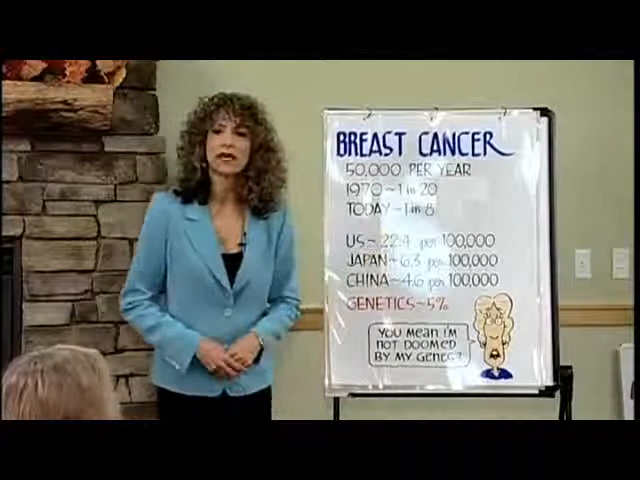 BREAST CANCER
50,000 PER YEAR
1970~1 in 20
TODAY~1 in 8
US~22.4 per 100,000
JAPAN~6.3 per 100,000
CHINA~4.6 per 100,000
GENETICS~5%
YOU MEAN I'M
NOT DOOMED
BY MY GENES?